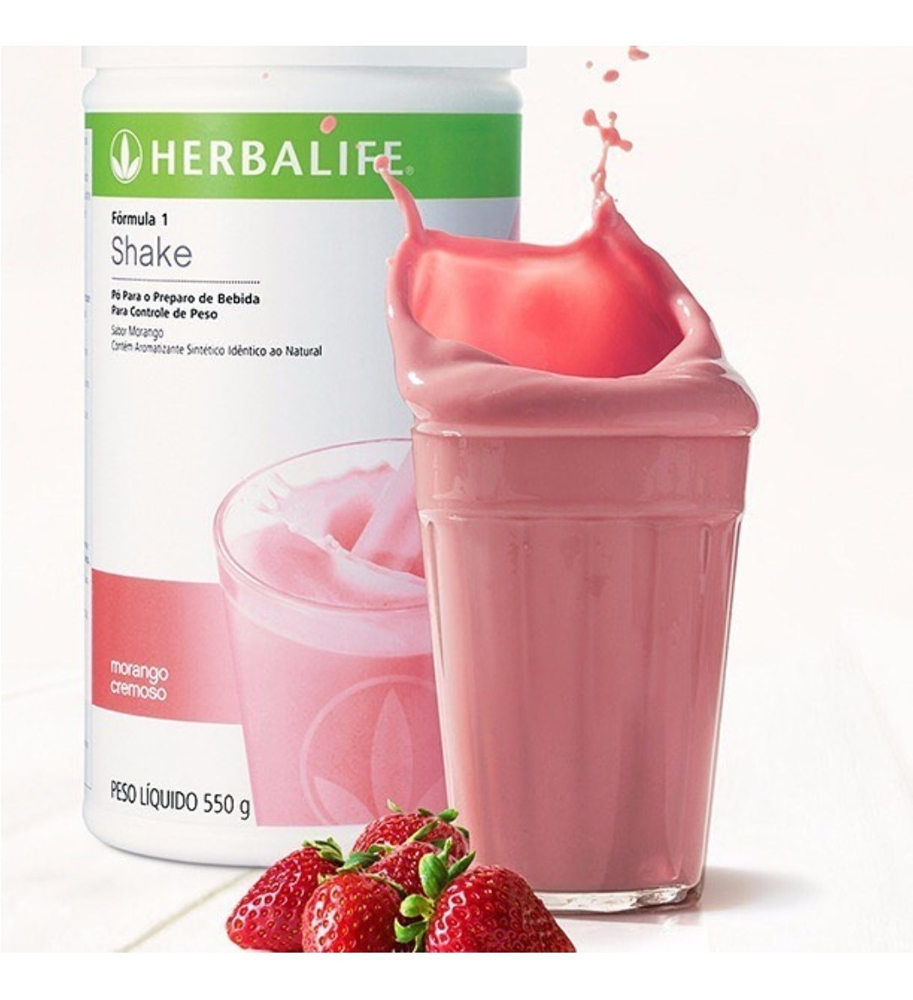 HERBALIFE®
Fórmula 1
Shake
Pó Para o Preparo de Bebida
Para Controle de Peso
Sabor Morango
Contém Aromatizante Sintético Idêntico ao Natural
morango
cremoso
PESO LÍQUIDO 550 g